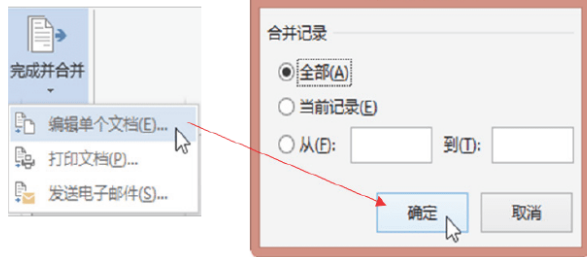 完成并合并
编辑单个文档(E)...
打印文档(P)...
发送电子邮件(S)...
合并记录
全部(A)
当前记录(E)
从(F): 到(T):
确定 取消